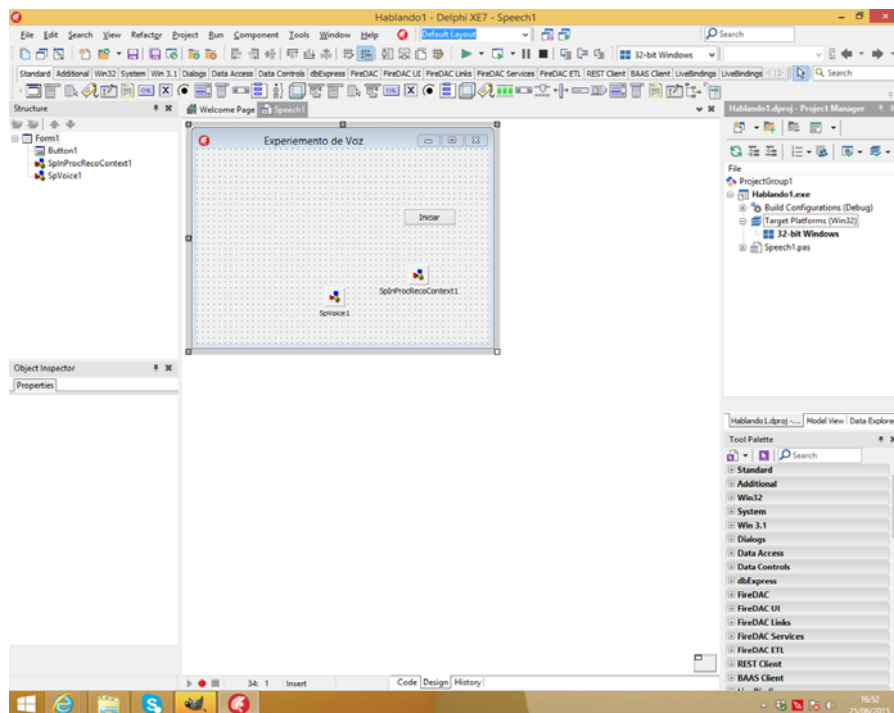 Hablando1 - Delphi XE7 - Speech1
File Edit Search View Refactor Project Run Component Tools Window Help Default Layout Search
32-bit Windows Search
Standard Additional Win32 System Win 3.1 Dialogs Data Access Data Controls dbExpress FireDAC FireDAC UI FireDAC Links FireDAC Services FireDAC ETL REST Client BAAS Client LiveBindings LiveBindings
Structure
Form1
Button1
SpInProcRecoContext1
SpVoice1
Object Inspector
Properties
Welcome Page Speech1
Experiemento de Voz
Iniciar
SpInProcRecoContext1
SpVoice1
34: 1 Insert
Code Design History
Hablando1.dproj - Project Manager
File
ProjectGroup1
Hablando1.exe
Build Configurations (Debug)
Target Platforms (Win32)
32-bit Windows
Speech1.pas
Hablando1.dproj -... Model View Data Explore
Tool Palette
Search
Standard
Additional
Win32
System
Win 3.1
Dialogs
Data Access
Data Controls
dbExpress
FireDAC
FireDAC UI
FireDAC Links
FireDAC Services
FireDAC ETL
REST Client
BAAS Client
16:52
25/06/2015